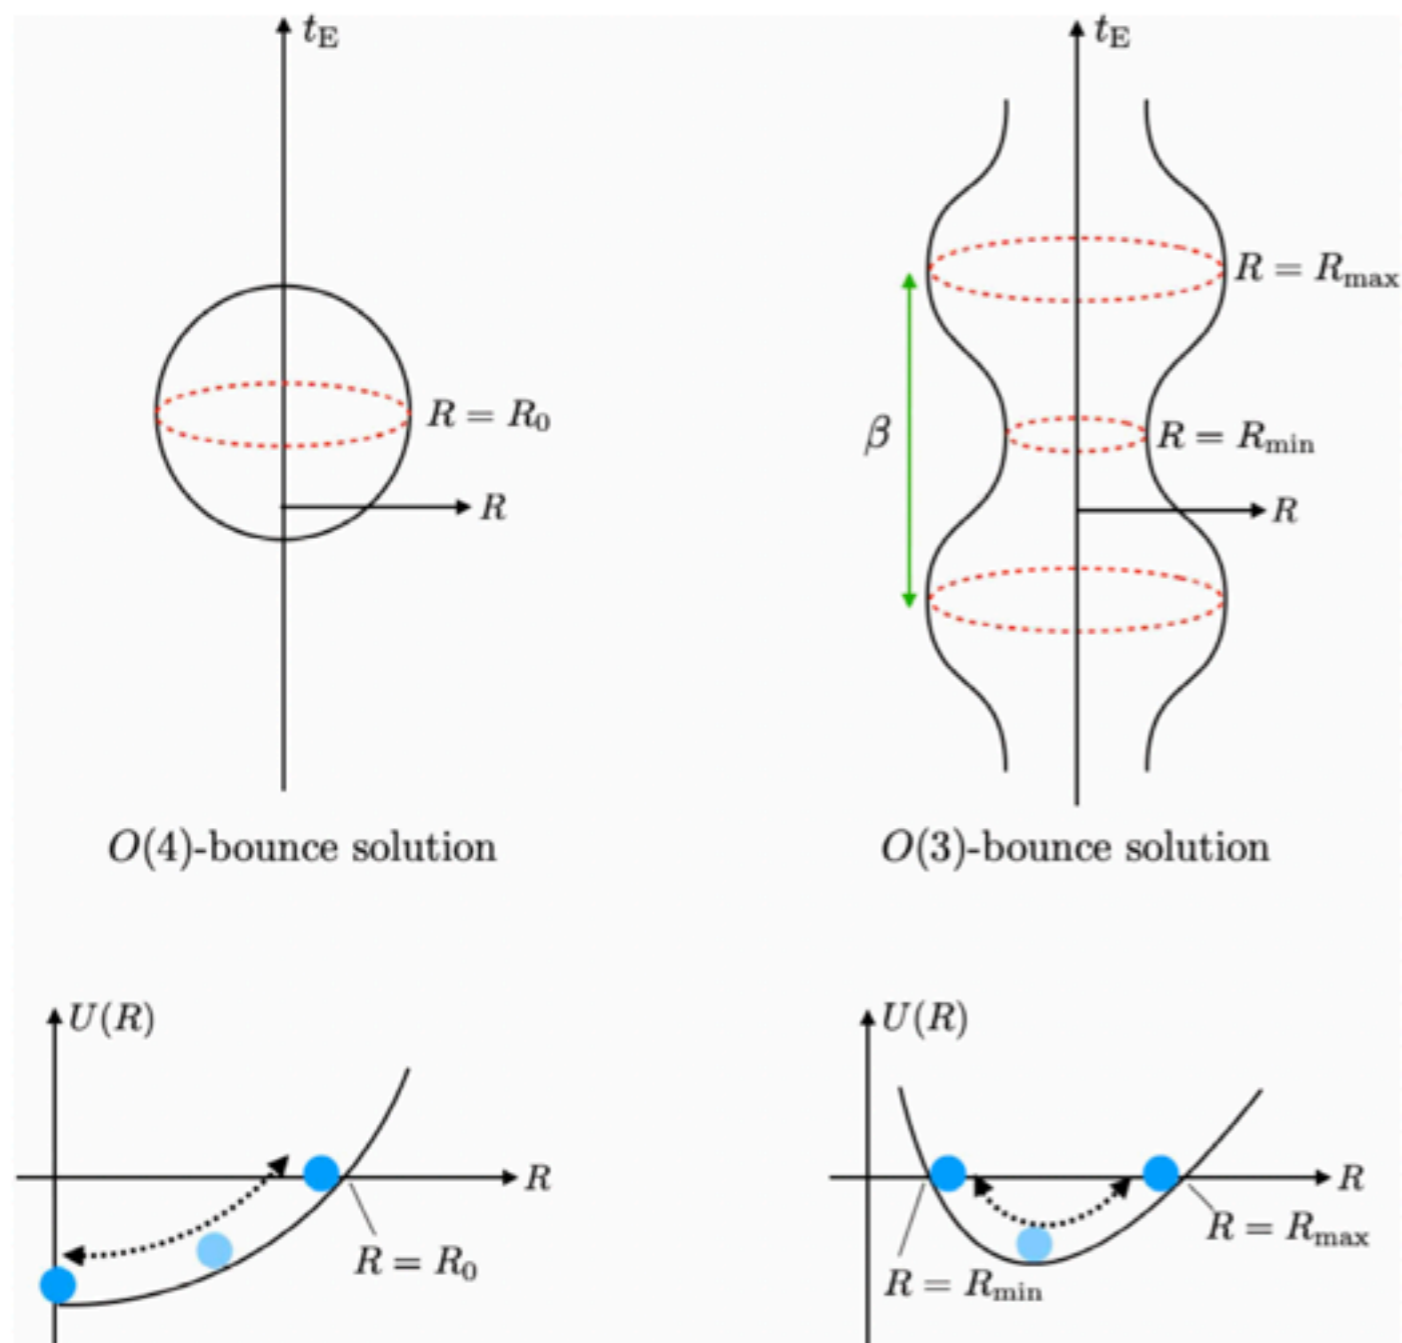 t_E
t_E
R = R_max
R = R_0
β
R = R_min
R
R
O(4)-bounce solution
O(3)-bounce solution
U(R)
U(R)
R
R
R = R_0
R = R_max
R = R_min